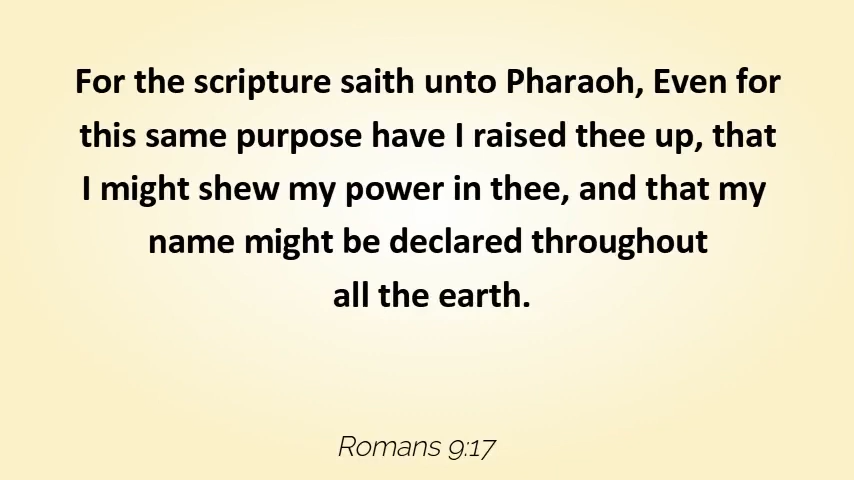 For the scripture saith unto Pharaoh, Even for
this same purpose have I raised thee up, that
I might shew my power in thee, and that my
name might be declared throughout
all the earth.
Romans 9:17